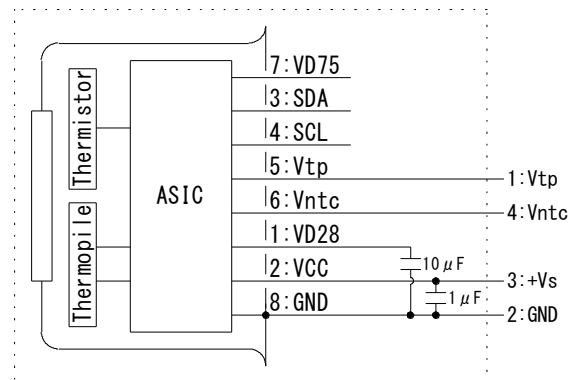 Thermistor
Thermopile
ASIC
7:VD75
3:SDA
4:SCL
5:Vtp
6:Vntc
1:VD28
2:VCC
8:GND
10μF
1μF
1:Vtp
4:Vntc
3:+Vs
2:GND